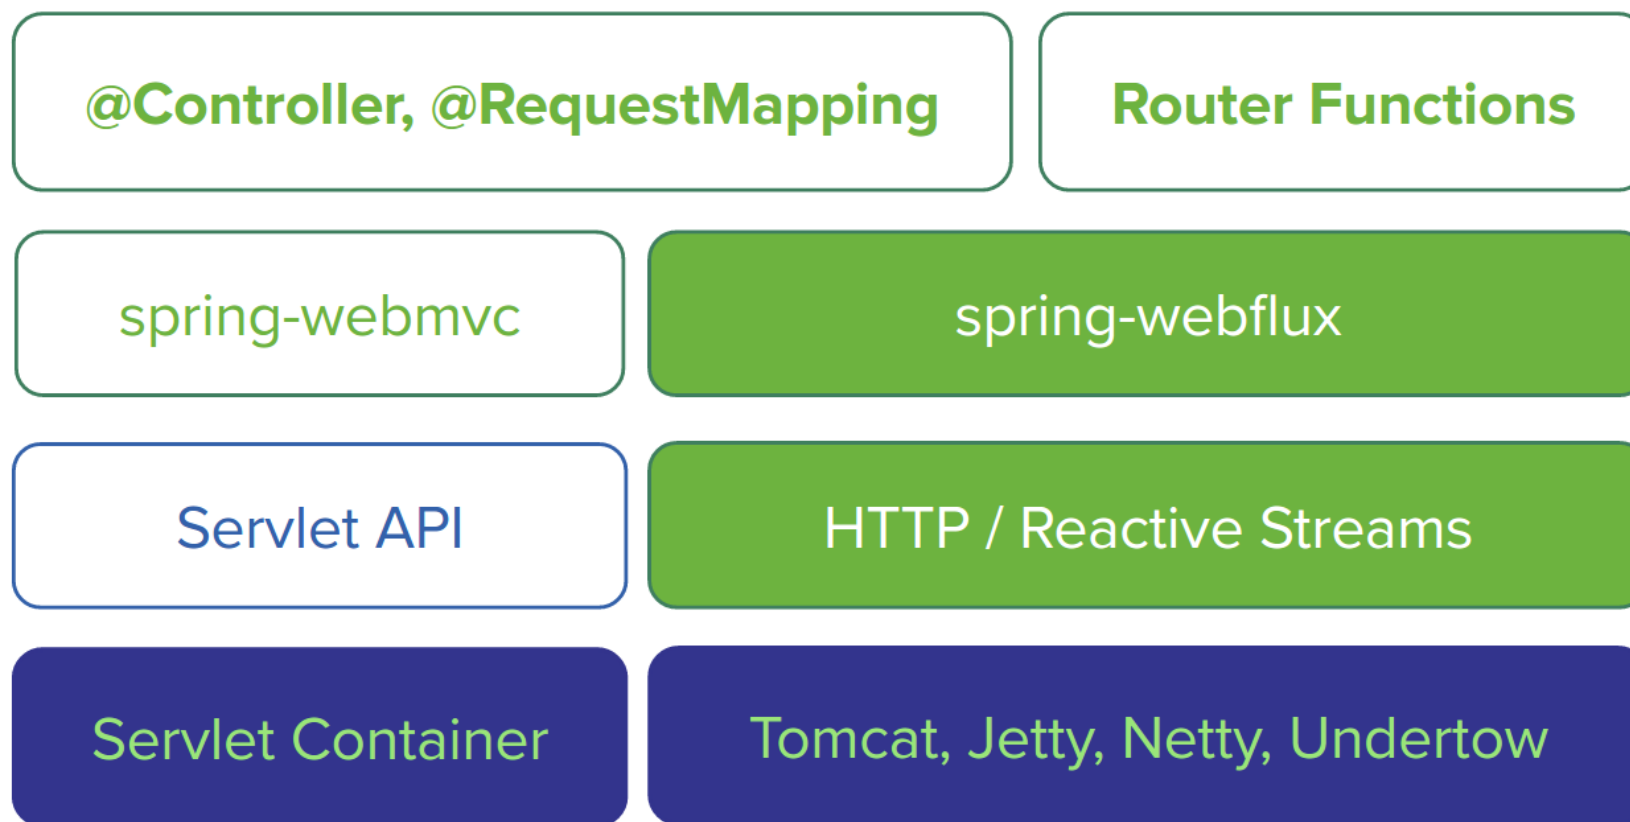 @Controller, @RequestMapping
Router Functions
spring-webmvc
spring-webflux
Servlet API
HTTP / Reactive Streams
Servlet Container
Tomcat, Jetty, Netty, Undertow